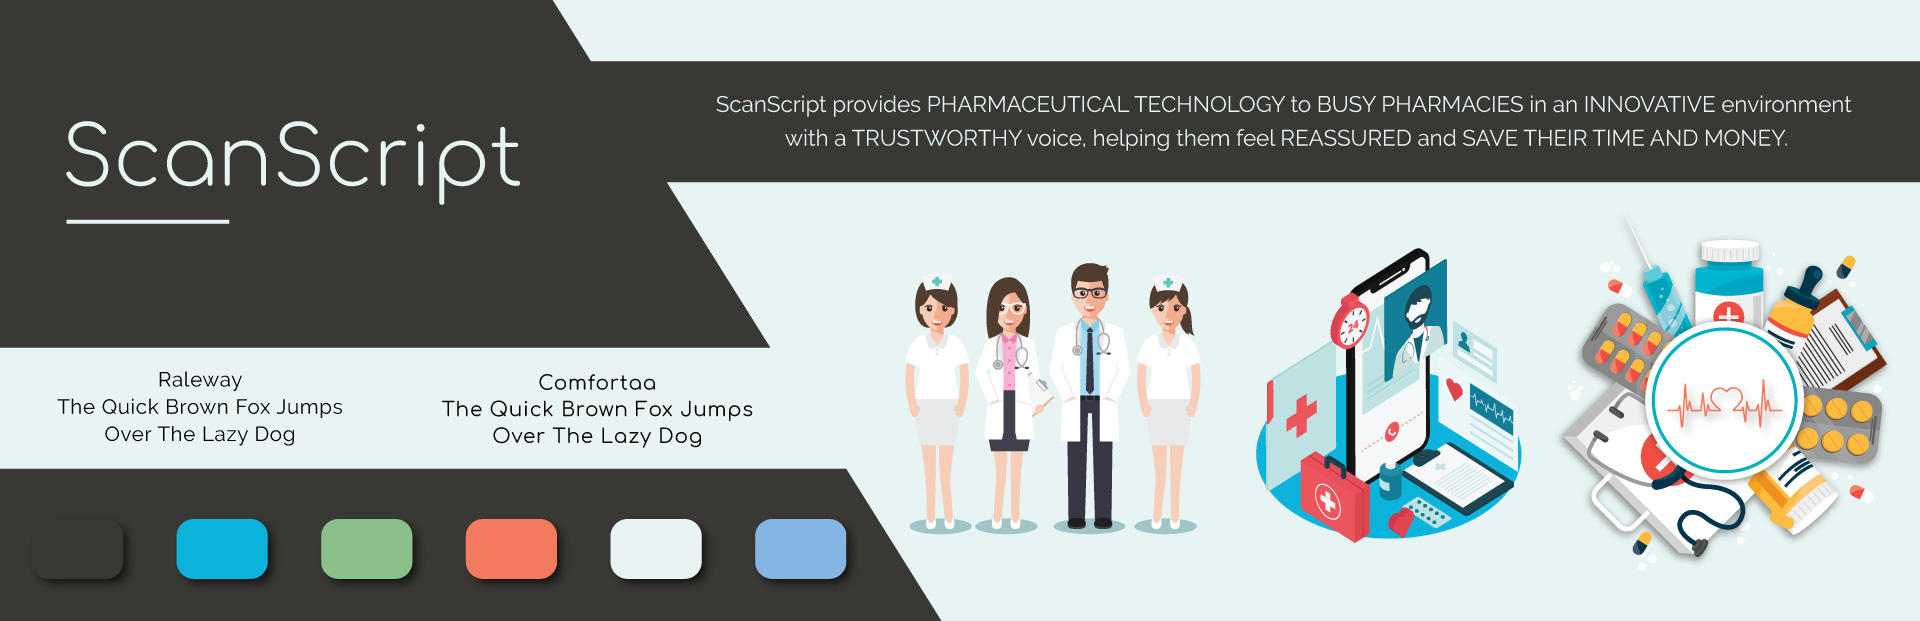 ScanScript
ScanScript provides PHARMACEUTICAL TECHNOLOGY to BUSY PHARMACIES in an INNOVATIVE environment
with a TRUSTWORTHY voice, helping them feel REASSURED and SAVE THEIR TIME AND MONEY.
Raleway
The Quick Brown Fox Jumps
Over The Lazy Dog
Comfortaa
The Quick Brown Fox Jumps
Over The Lazy Dog
24